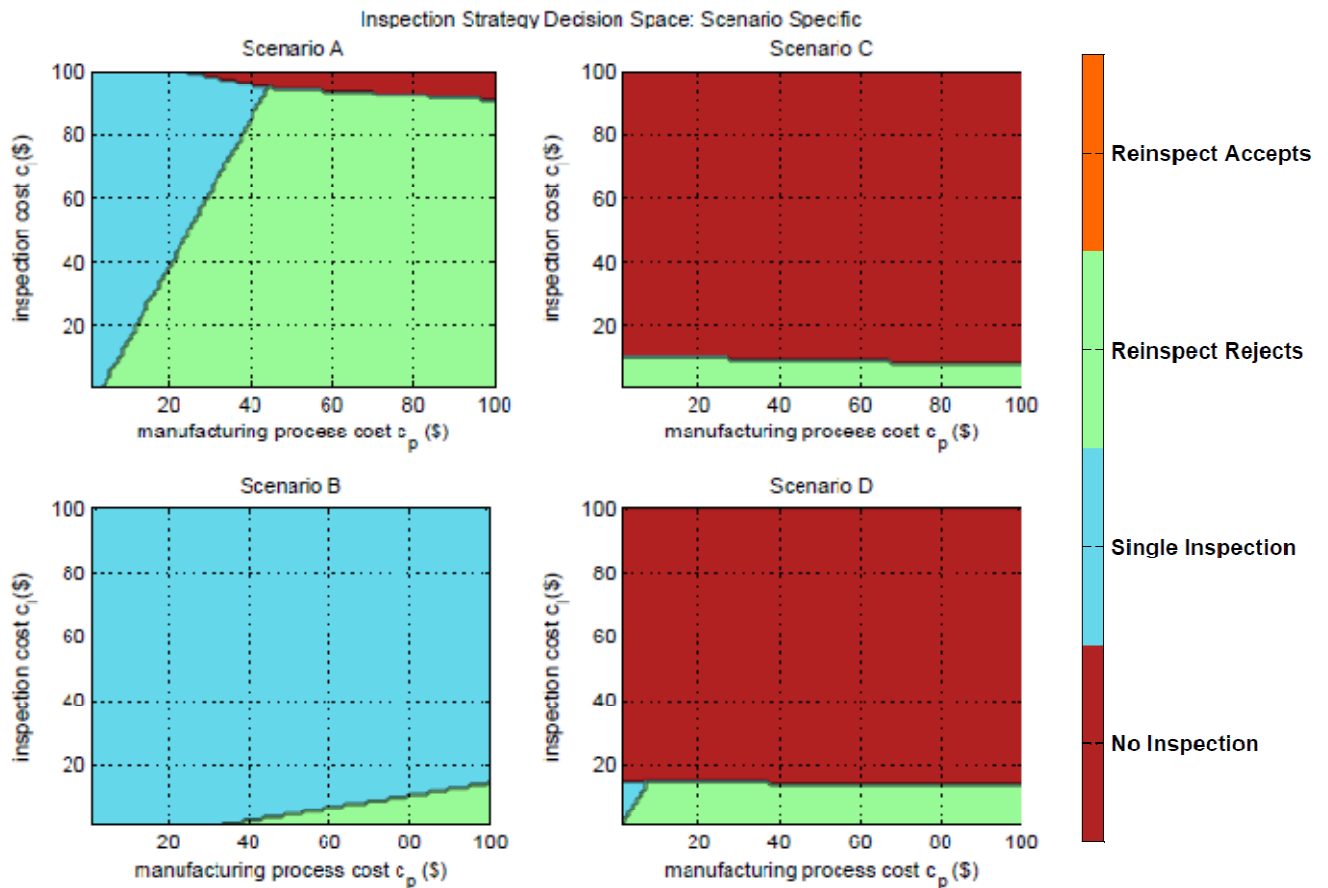 Inspection Strategy Decision Space: Scenario Specific
Scenario A
100
80
60
40
20
inspection cost c_i($)
20 40 60 80 100
manufacturing process cost c_p ($)
Scenario C
100
80
60
40
20
inspection cost c_i($)
20 40 60 80 100
manufacturing process cost c_p ($)
Scenario B
100
80
60
40
20
inspection cost c_i($)
20 40 60 80 100
manufacturing process cost c_p ($)
Scenario D
100
80
60
40
20
inspection cost c_i($)
20 40 60 80 100
manufacturing process cost c_p ($)
Reinspect Accepts
Reinspect Rejects
Single Inspection
No Inspection